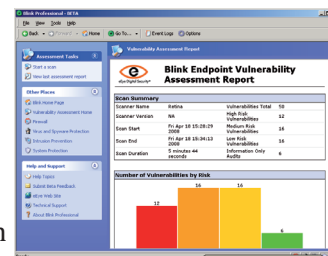 Blink Professional - BETA
File View Tools Help
Back Forward Home Go To... Event Logs Options
Assessment Tasks
Start a scan
View last assessment report
Other Places
Blink Home Page
Vulnerability Assessment Home
Firewall
Virus and Spyware Protection
Intrusion Prevention
System Protection
Help and Support
Help Topics
Submit Beta Feedback
eEye Web Site
Technical Support
About Blink Professional
Vulnerability Assessment Report
eEye Digital Security
Blink Endpoint Vulnerability
Assessment Report
Scan Summary
Scanner Name Retina Vulnerabilities Total 50
Scanner Version NA High Risk Vulnerabilities 12
Scan Start Fri Apr 18 15:28:29 2008 Medium Risk Vulnerabilities 16
Scan End Fri Apr 18 15:34:13 2008 Low Risk Vulnerabilities 16
Scan Duration 5 minutes 44 seconds Information Only Audits 6
Number of Vulnerabilities by Risk
12
16
16
6
n